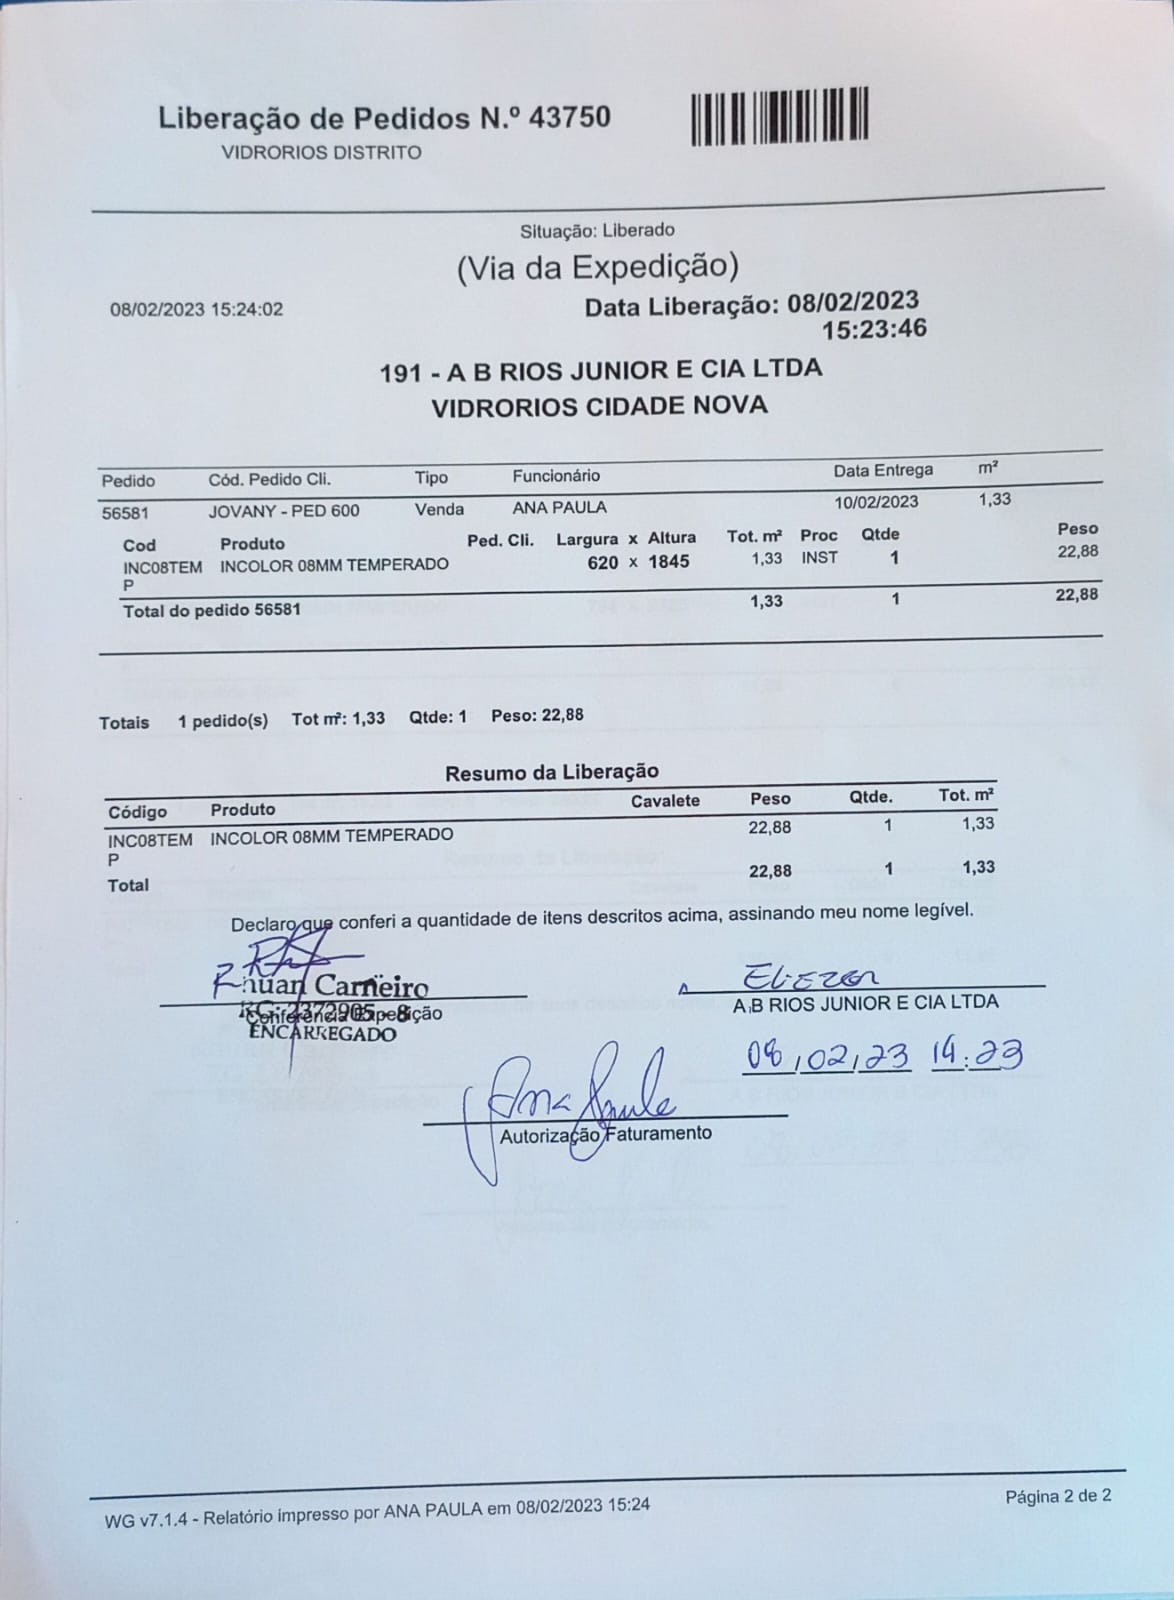 Liberação de Pedidos N.º 43750
VIDRORIOS DISTRITO
Situação: Liberado
(Via da Expedição)
08/02/2023 15:24:02
Data Liberação: 08/02/2023
15:23:46
191 - A B RIOS JUNIOR E CIA LTDA
VIDRORIOS CIDADE NOVA
Pedido Cód. Pedido Cli. Tipo Funcionário Data Entrega m²
56581 JOVANY - PED 600 Venda ANA PAULA 10/02/2023 1,33
Cod Produto Ped. Cli. Largura x Altura Tot. m² Proc Qtde Peso
INC08TEM INCOLOR 08MM TEMPERADO 620 x 1845 1,33 INST 1 22,88
P
Total do pedido 56581 1,33 1 22,88
Totais 1 pedido(s) Tot m²: 1,33 Qtde: 1 Peso: 22,88
Resumo da Liberação
Código Produto Cavalete Peso Qtde. Tot. m²
INC08TEM INCOLOR 08MM TEMPERADO 22,88 1 1,33
P
Total 22,88 1 1,33
Declaro que conferi a quantidade de itens descritos acima, assinando meu nome legível.
Rhuan Carneiro
Conferência Expedição
ENCARREGADO
Eliezer
A B RIOS JUNIOR E CIA LTDA
08/02/23 14:23
Ana Paula
Autorização Faturamento
WG v7.1.4 - Relatório impresso por ANA PAULA em 08/02/2023 15:24
Página 2 de 2